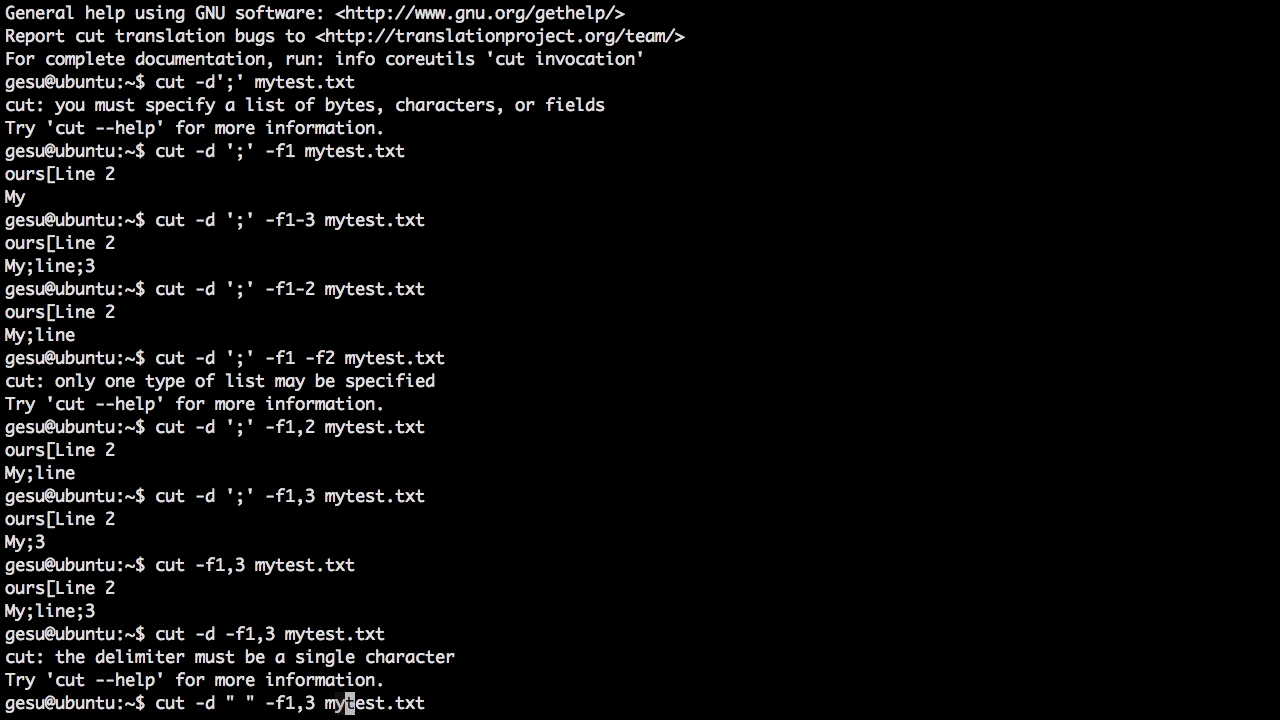 General help using GNU software: <http://www.gnu.org/gethelp/>
Report cut translation bugs to <http://translationproject.org/team/>
For complete documentation, run: info coreutils 'cut invocation'
gesu@ubuntu:~$ cut -d';' mytest.txt
cut: you must specify a list of bytes, characters, or fields
Try 'cut --help' for more information.
gesu@ubuntu:~$ cut -d ';' -f1 mytest.txt
ours[Line 2
My
gesu@ubuntu:~$ cut -d ';' -f1-3 mytest.txt
ours[Line 2
My;line;3
gesu@ubuntu:~$ cut -d ';' -f1-2 mytest.txt
ours[Line 2
My;line
gesu@ubuntu:~$ cut -d ';' -f1 -f2 mytest.txt
cut: only one type of list may be specified
Try 'cut --help' for more information.
gesu@ubuntu:~$ cut -d ';' -f1,2 mytest.txt
ours[Line 2
My;line
gesu@ubuntu:~$ cut -d ';' -f1,3 mytest.txt
ours[Line 2
My;3
gesu@ubuntu:~$ cut -f1,3 mytest.txt
ours[Line 2
My;line;3
gesu@ubuntu:~$ cut -d -f1,3 mytest.txt
cut: the delimiter must be a single character
Try 'cut --help' for more information.
gesu@ubuntu:~$ cut -d " " -f1,3 mytest.txt